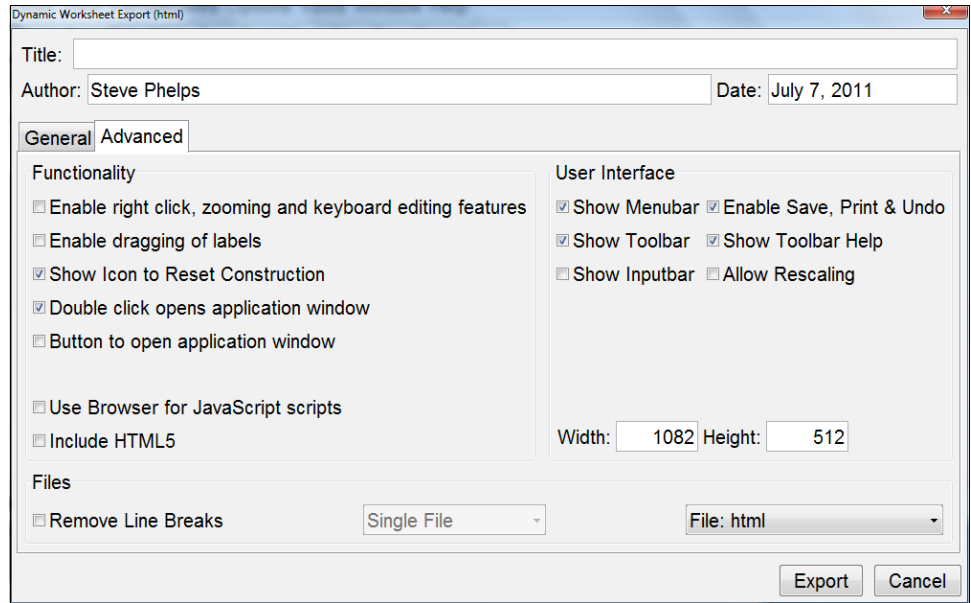 Dynamic Worksheet Export (html)
Title:
Author: Steve Phelps Date: July 7, 2011
General Advanced
Functionality
Enable right click, zooming and keyboard editing features
Enable dragging of labels
Show Icon to Reset Construction
Double click opens application window
Button to open application window
Use Browser for JavaScript scripts
Include HTML5
User Interface
Show Menubar Enable Save, Print & Undo
Show Toolbar Show Toolbar Help
Show Inputbar Allow Rescaling
Width: 1082 Height: 512
Files
Remove Line Breaks Single File File: html
Export Cancel